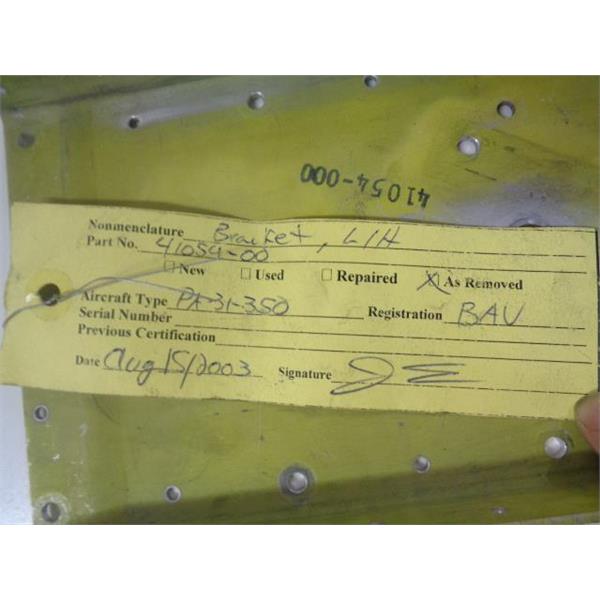 41054-000
Nonmenclature Bracket, L/H
Part No. 41054-00
☐ New ☐ Used ☐ Repaired ☒ As Removed
Aircraft Type PA-31-350 Registration BAU
Serial Number
Previous Certification
Date Aug 15/2003 Signature